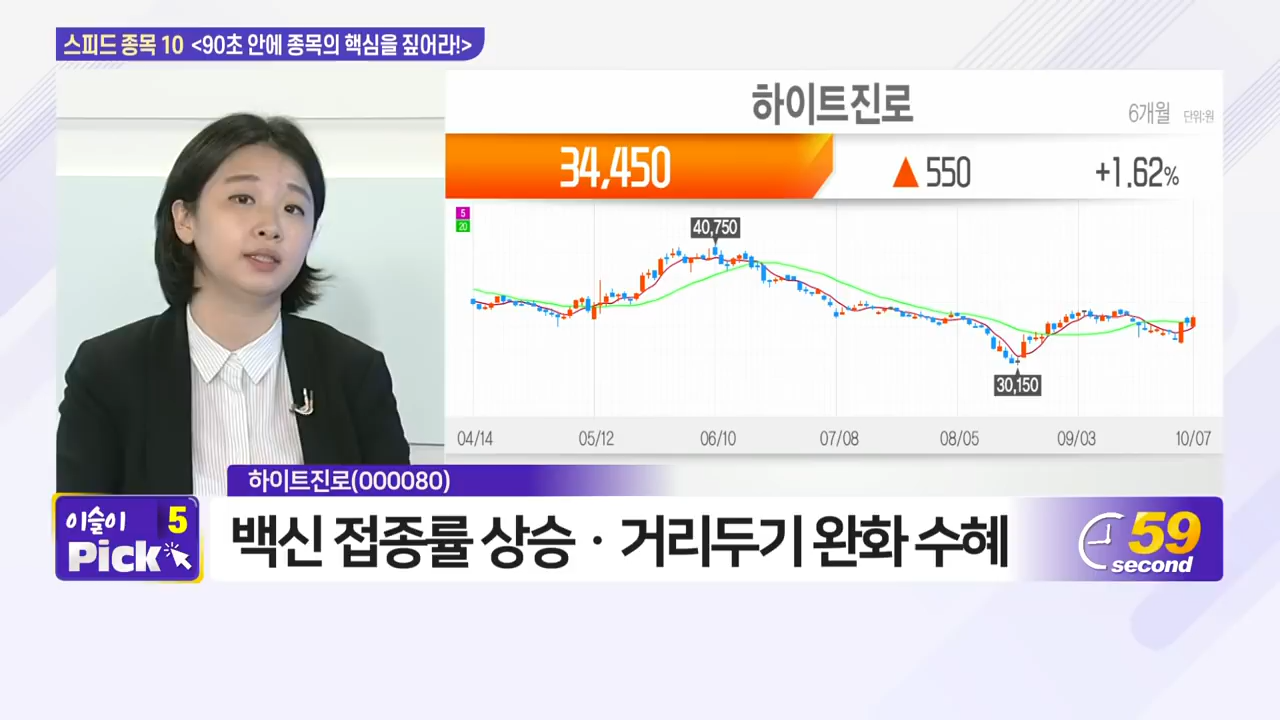 스피드 종목 10 <90초 안에 종목의 핵심을 짚어라!>
하이트진로
6개월 단위:원
34,450 ▲ 550 +1.62%
5
20
40,750
30,150
04/14 05/12 06/10 07/08 08/05 09/03 10/07
하이트진로(000080)
이슬이 5
Pick
백신 접종률 상승 · 거리두기 완화 수혜
59
second